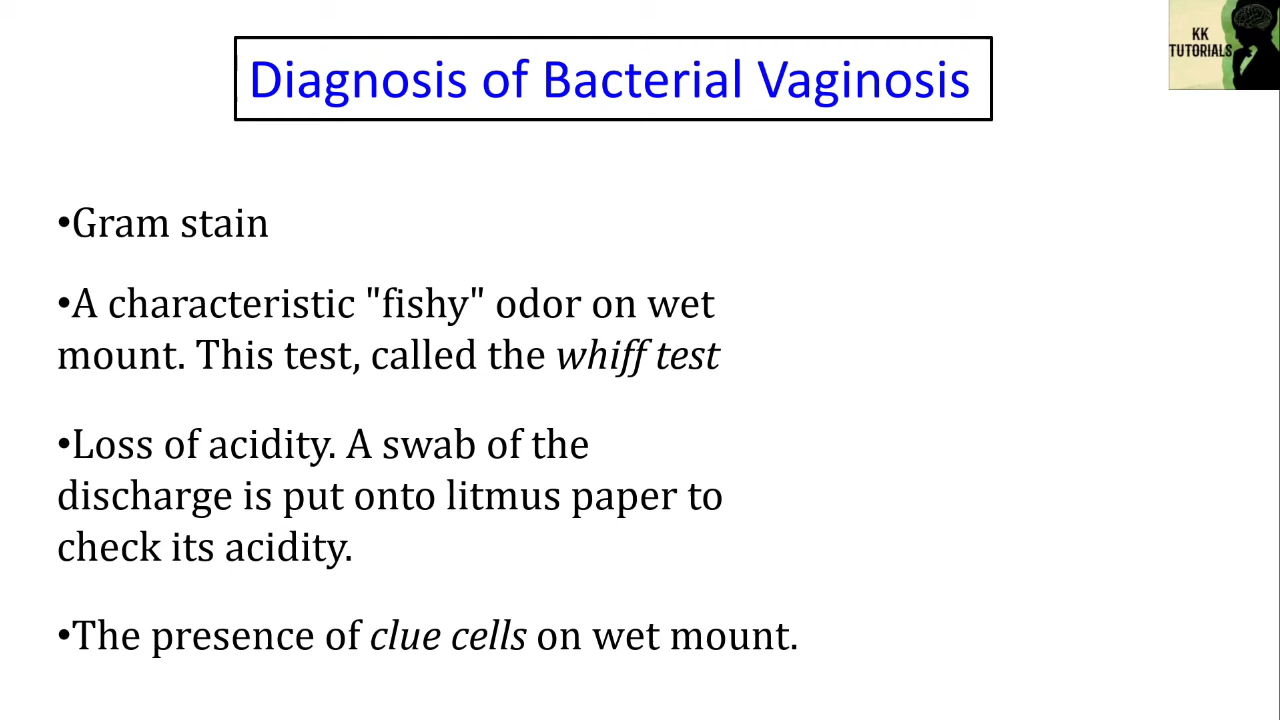 KK
TUTORIALS
Diagnosis of Bacterial Vaginosis
•Gram stain
•A characteristic "fishy" odor on wet
mount. This test, called the whiff test
•Loss of acidity. A swab of the
discharge is put onto litmus paper to
check its acidity.
•The presence of clue cells on wet mount.